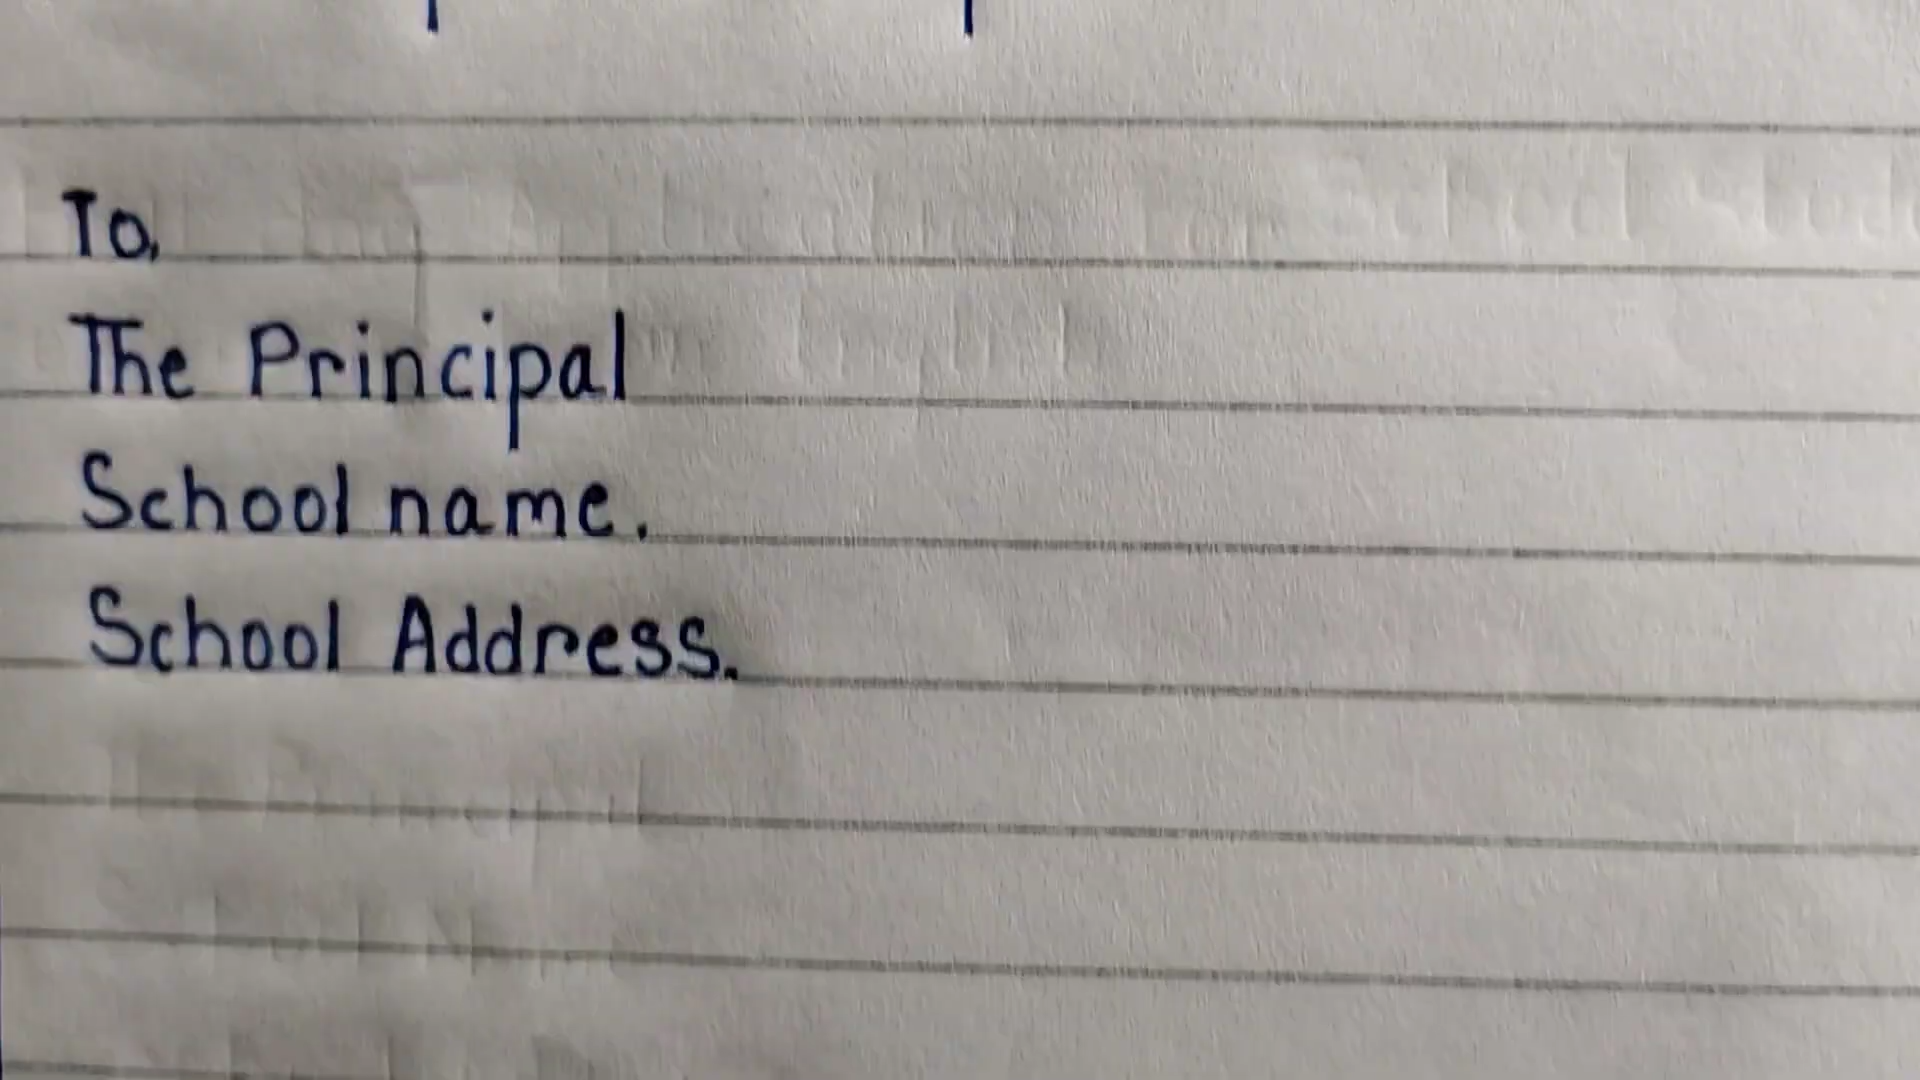 To,
The Principal
School name.
School Address.